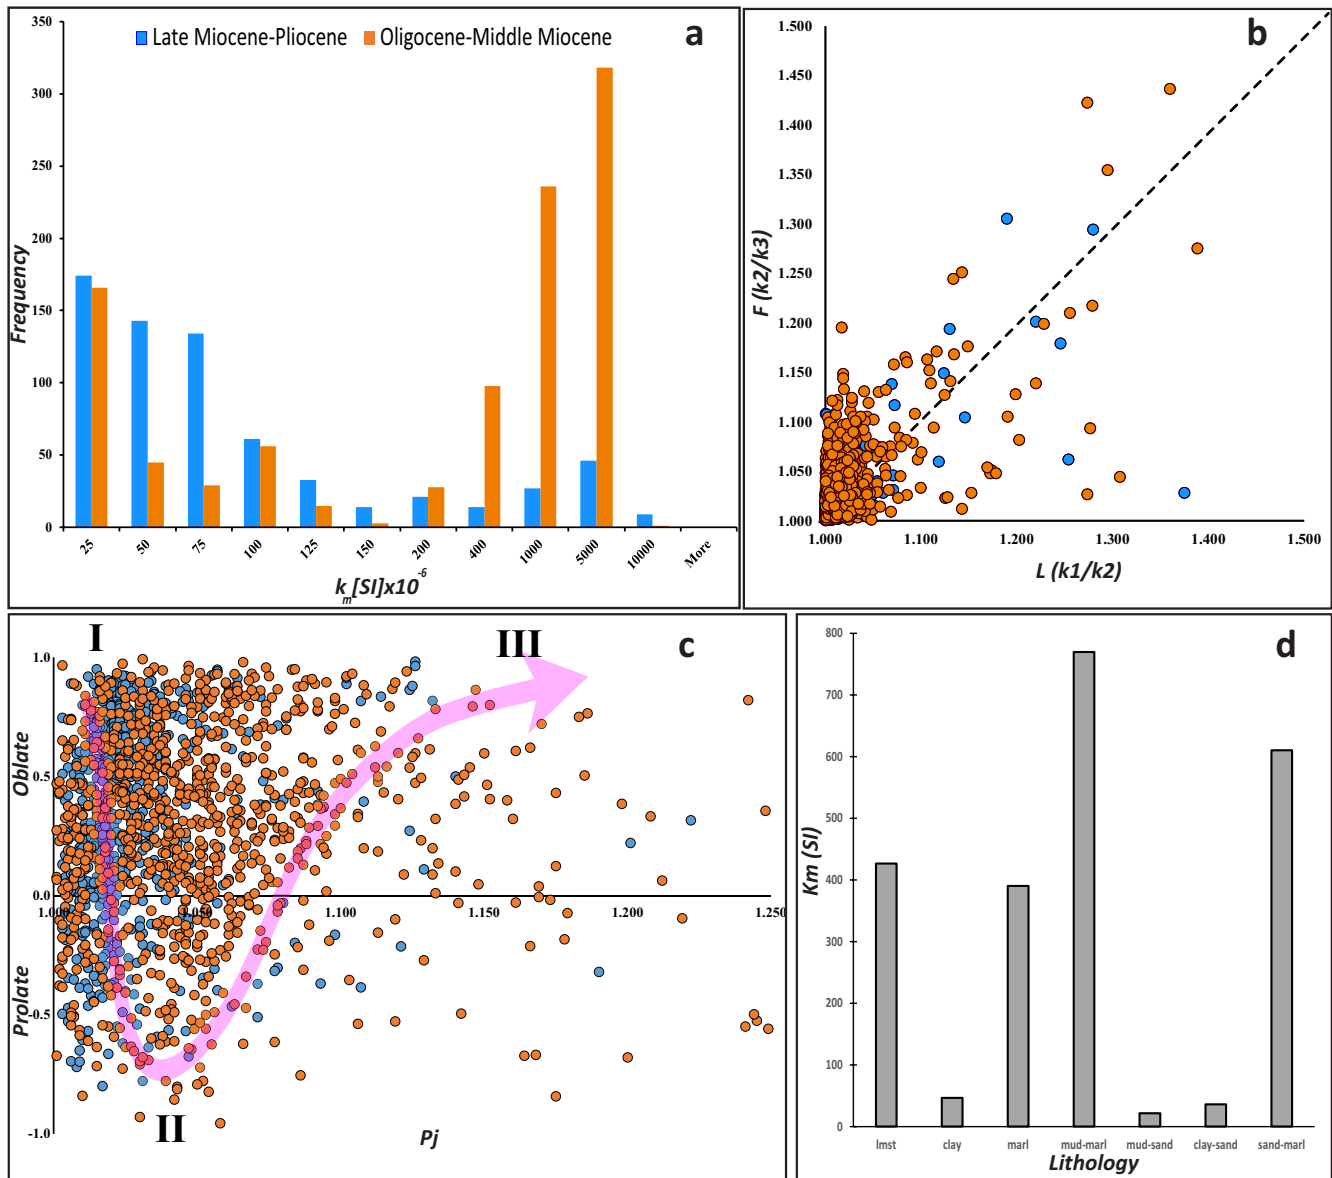 a
Late Miocene-Pliocene
Oligocene-Middle Miocene
350
300
250
200
150
100
50
0
Frequency
25 50 75 100 125 150 200 400 1000 5000 10000 More
km[SI]x10-6
b
1.500
1.450
1.400
1.350
1.300
1.250
1.200
1.150
1.100
1.050
1.000
F (k2/k3)
1.000 1.100 1.200 1.300 1.400 1.500
L (k1/k2)
c
I
III
II
1.0
0.5
0.0
-0.5
-1.0
Oblate
Prolate
1.000 1.050 1.100 1.150 1.200 1.250
Pj
d
800
700
600
500
400
300
200
100
0
Km (SI)
lmst clay marl mud-marl mud-sand clay-sand sand-marl
Lithology